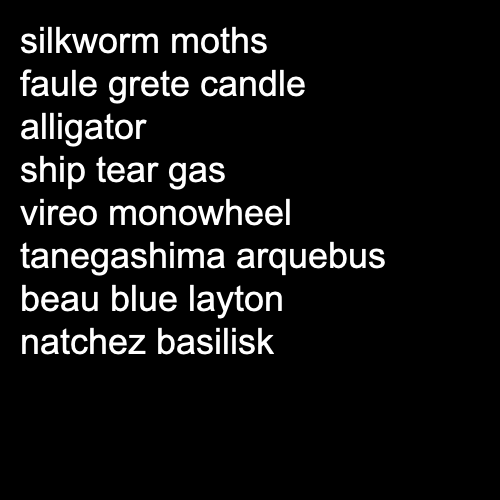 silkworm moths
faule grete candle
alligator
ship tear gas
vireo monowheel
tanegashima arquebus
beau blue layton
natchez basilisk